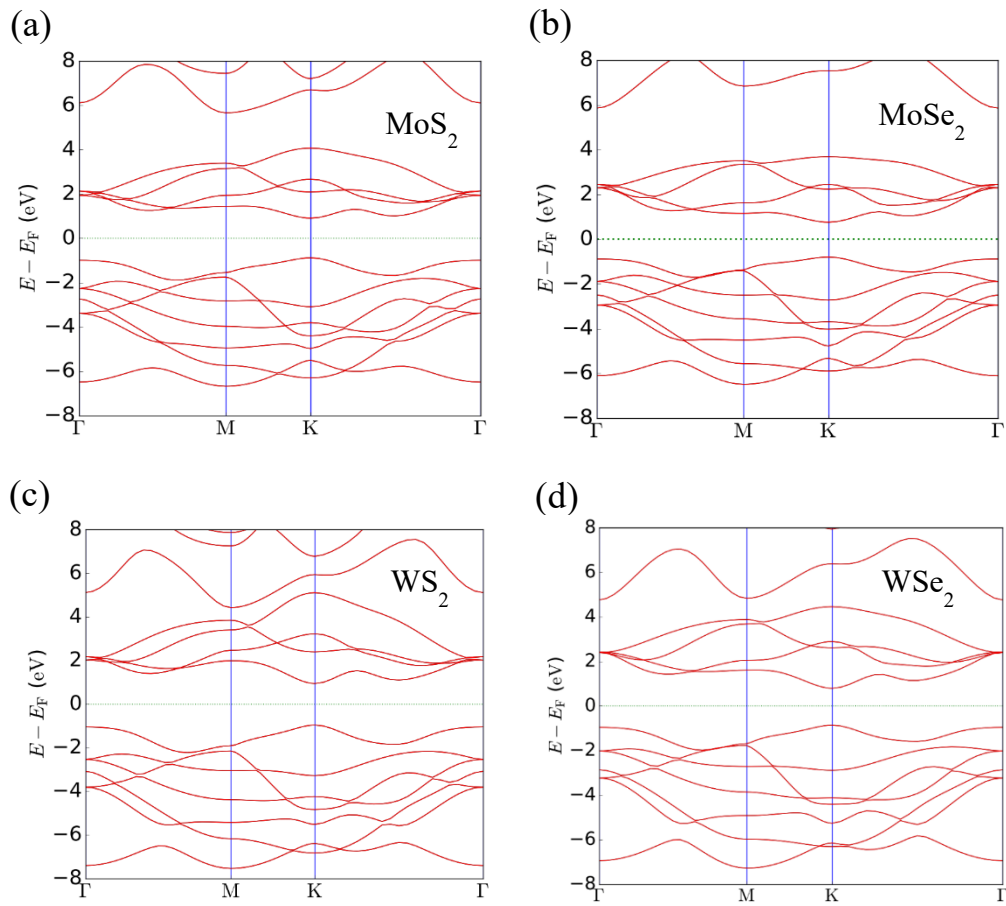 (a)
MoS2
E − EF (eV)
8
6
4
2
0
−2
−4
−6
−8
Γ M K Γ
(b)
MoSe2
E − EF (eV)
8
6
4
2
0
−2
−4
−6
−8
Γ M K Γ
(c)
WS2
E − EF (eV)
8
6
4
2
0
−2
−4
−6
−8
Γ M K Γ
(d)
WSe2
E − EF (eV)
8
6
4
2
0
−2
−4
−6
−8
Γ M K Γ